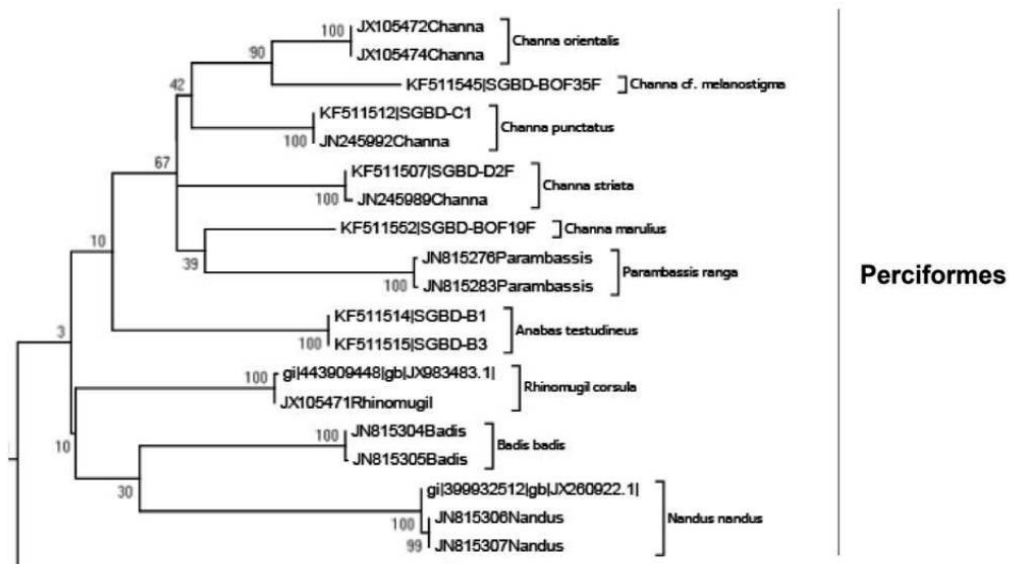 100
JX105472Channa
JX105474Channa
Channa orientalis
90
KF511545|SGBD-BOF35F
Channa cf. melanostigma
42
KF511512|SGBD-C1
100
JN245992Channa
Channa punctatus
67
KF511507|SGBD-D2F
100
JN245989Channa
Channa striata
KF511552|SGBD-BOF19F
Channa marulius
39
JN815276Parambassis
100
JN815283Parambassis
Parambassis ranga
10
KF511514|SGBD-B1
100
KF511515|SGBD-B3
Anabas testudineus
3
100
gi|443909448|gb|JX983483.1|
JX105471Rhinomugil
Rhinomugil corsula
10
100
JN815304Badis
JN815305Badis
Badis badis
30
gi|399932512|gb|JX260922.1|
100
JN815306Nandus
99
JN815307Nandus
Nandus nandus
Perciformes